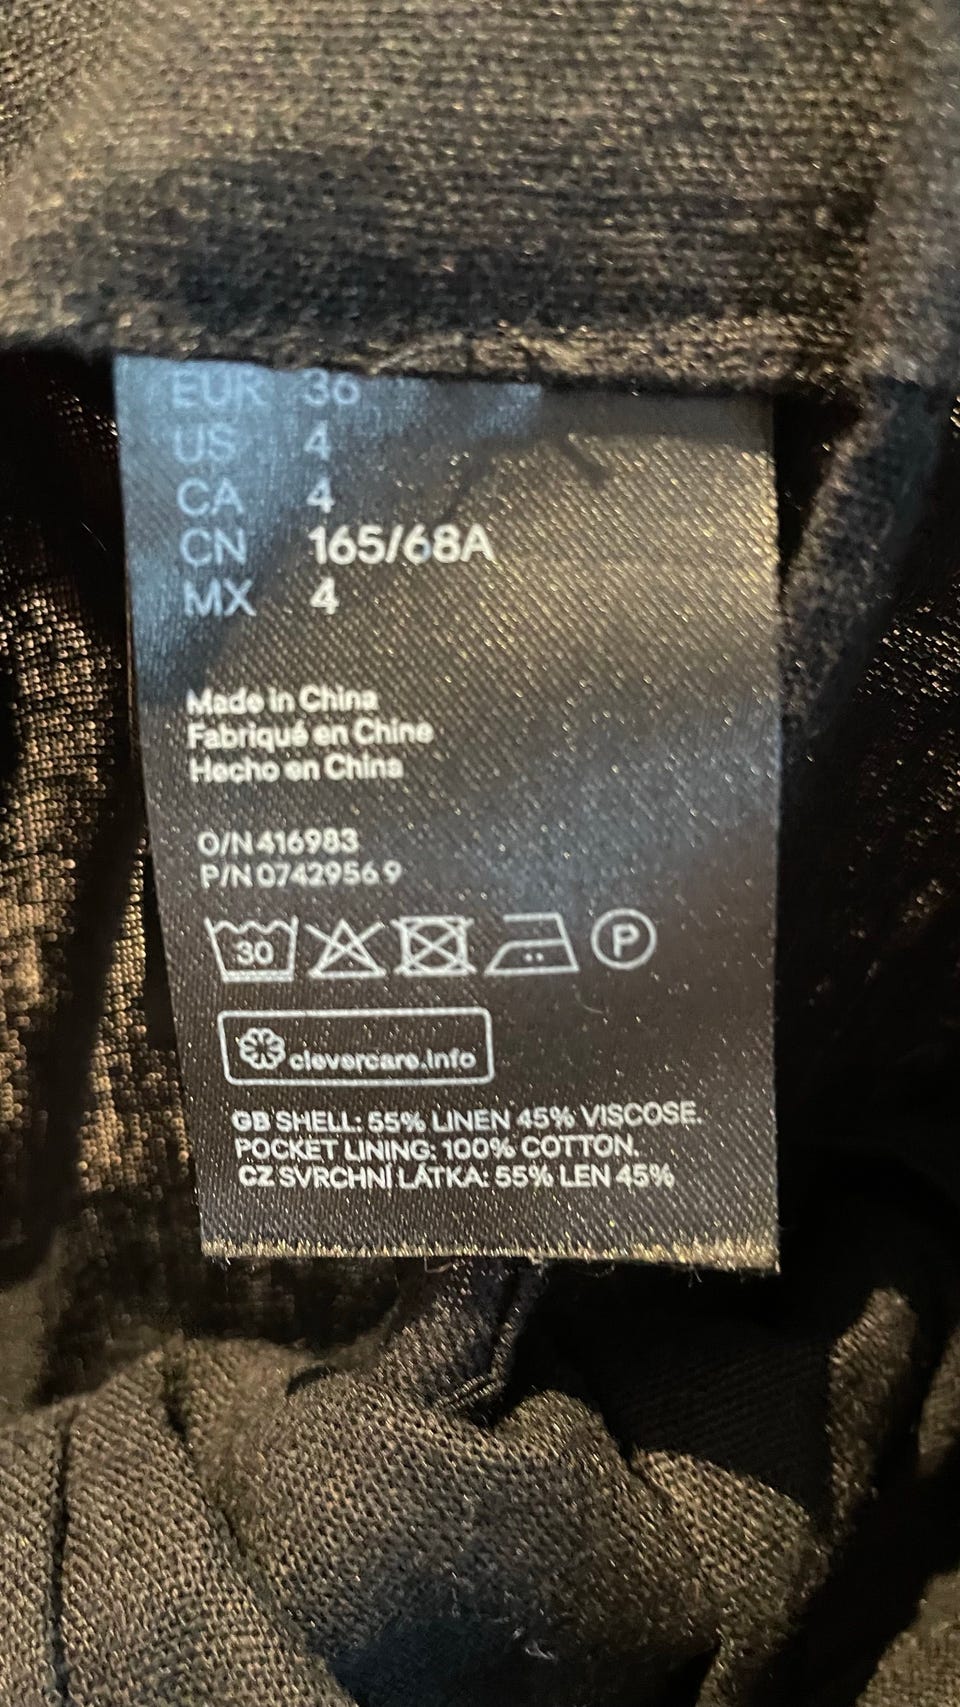 EUR 36
US 4
CA 4
CN 165/68A
MX 4
Made in China
Fabriqué en Chine
Hecho en China
O/N 416983
P/N 0742956 9
30
P
clevercare.info
GB SHELL: 55% LINEN 45% VISCOSE.
POCKET LINING: 100% COTTON.
CZ SVRCHNÍ LÁTKA: 55% LEN 45%